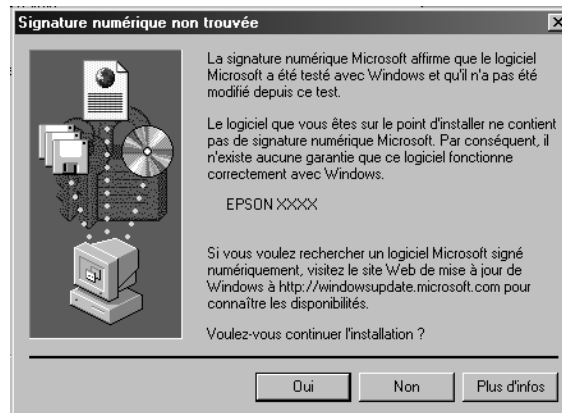 Signature numérique non trouvée
La signature numérique Microsoft affirme que le logiciel
Microsoft a été testé avec Windows et qu'il n'a pas été
modifié depuis ce test.
Le logiciel que vous êtes sur le point d'installer ne contient
pas de signature numérique Microsoft. Par conséquent, il
n'existe aucune garantie que ce logiciel fonctionne
correctement avec Windows.
EPSON XXXX
Si vous voulez rechercher un logiciel Microsoft signé
numériquement, visitez le site Web de mise à jour de
Windows à http://windowsupdate.microsoft.com pour
connaître les disponibilités.
Voulez-vous continuer l'installation ?
Oui
Non
Plus d'infos